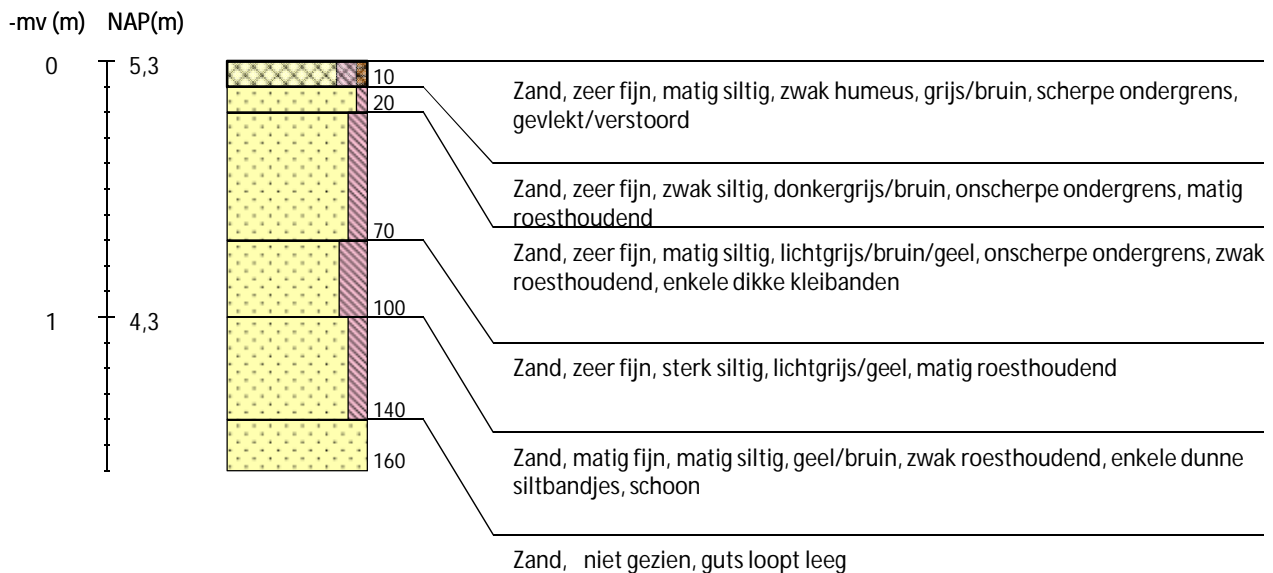 -mv (m) NAP(m)
0 5,3
10
Zand, zeer fijn, matig siltig, zwak humeus, grijs/bruin, scherpe ondergrens,
gevlekt/verstoord
20
Zand, zeer fijn, zwak siltig, donkergrijs/bruin, onscherpe ondergrens, matig
roesthoudend
70
Zand, zeer fijn, matig siltig, lichtgrijs/bruin/geel, onscherpe ondergrens, zwak
roesthoudend, enkele dikke kleibanden
100
1 4,3
Zand, zeer fijn, sterk siltig, lichtgrijs/geel, matig roesthoudend
140
160
Zand, matig fijn, matig siltig, geel/bruin, zwak roesthoudend, enkele dunne
siltbandjes, schoon
Zand, niet gezien, guts loopt leeg